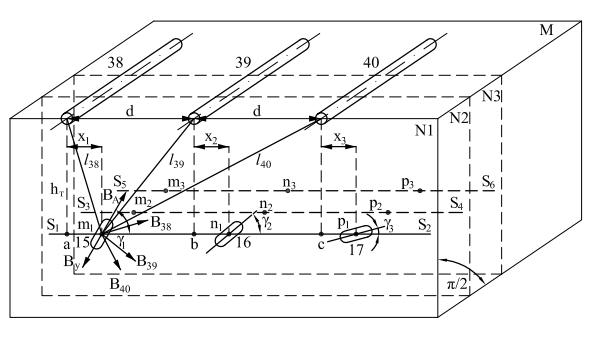 M
38 39 40
N3
d d N2
N1
x₁ x₂ x₃
l₃₈ l₃₉ l₄₀
hₜ B_A S₅ m₃ n₃ p₃ S₆
S₃ m₂ n₂ p₂ S₄
S₁ m₁ B₃₈ n₁ γ₂ p₁ γ₃ S₂
a 15 γ₁ b 16 c 17
B_y B₃₉
B₄₀ π/2